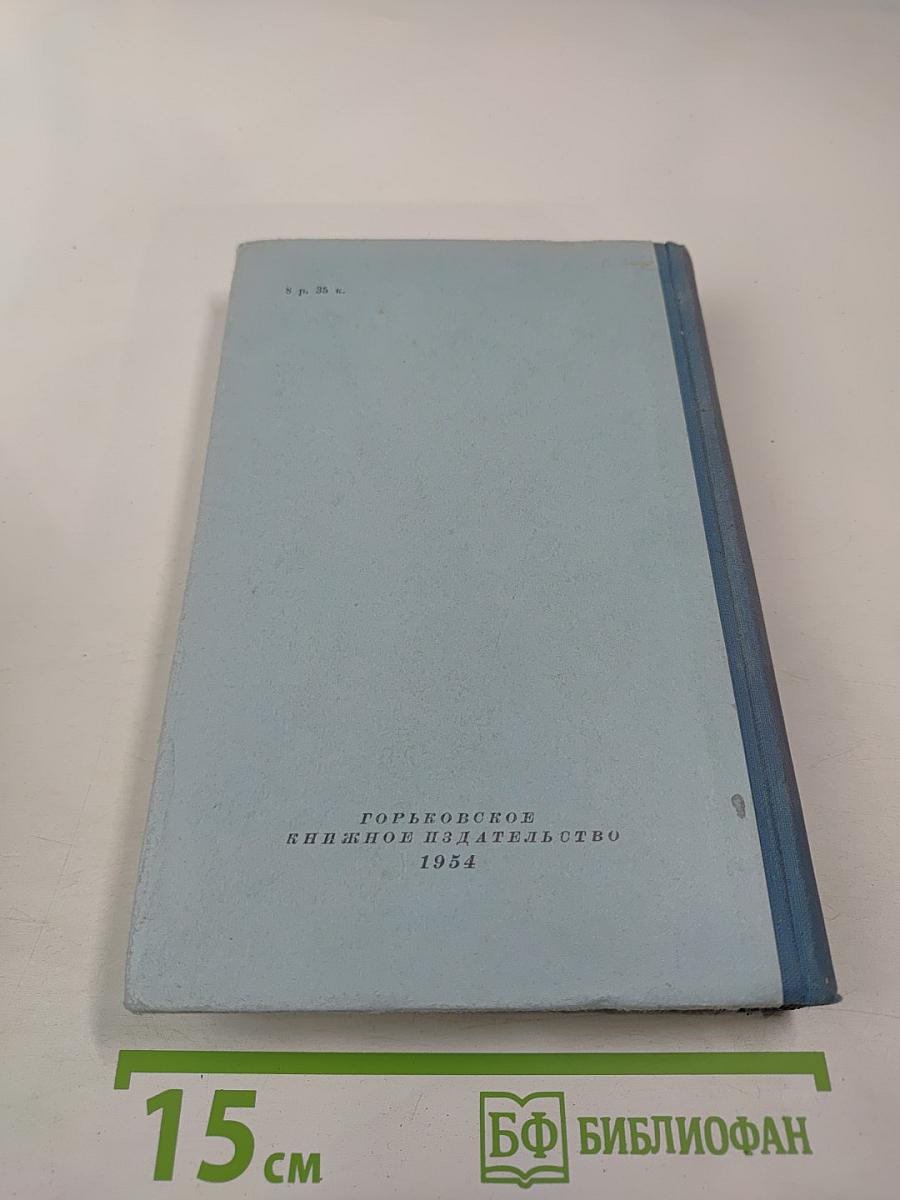 8 р. 35 к.
ГОРЬКОВСКОЕ
КНИЖНОЕ ИЗДАТЕЛЬСТВО
1954
15 см
БФ БИБЛИОФАН